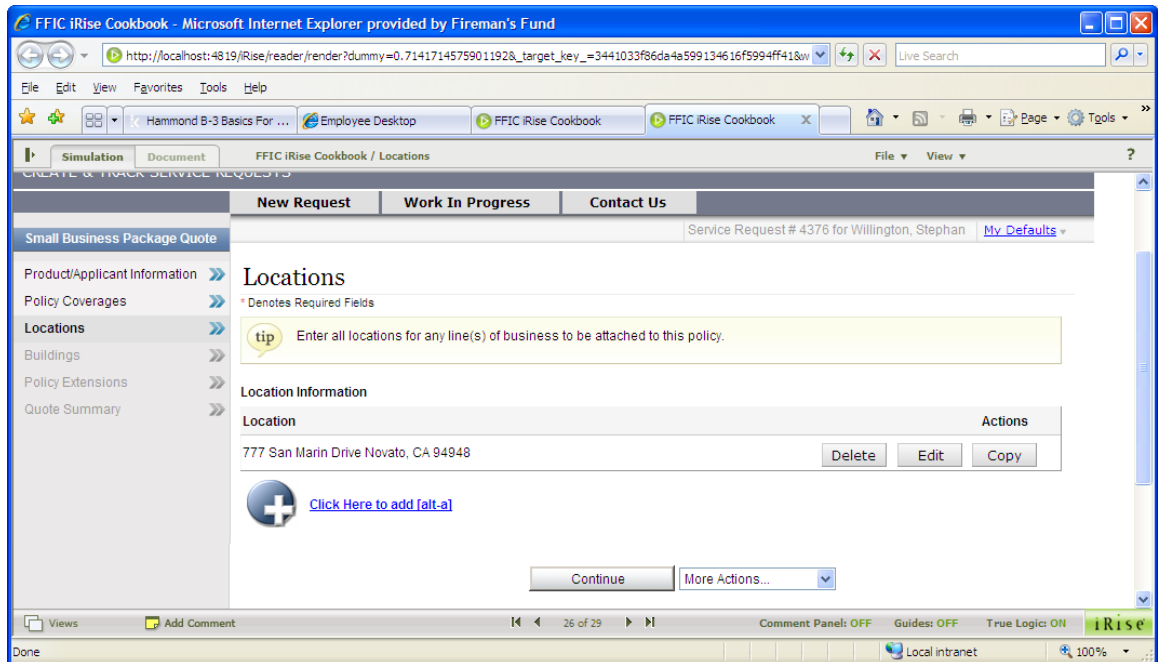 FFIC iRise Cookbook - Microsoft Internet Explorer provided by Fireman's Fund
http://localhost:4819/iRise/reader/render?dummy=0.7141714575901192&_target_key_=3441033f86da4a599134616f5994ff41&w
Live Search
File Edit View Favorites Tools Help
Hammond B-3 Basics For ... Employee Desktop FFIC iRise Cookbook FFIC iRise Cookbook X Page Tools »
Simulation Document FFIC iRise Cookbook / Locations File View ?
CREATE & TRACK SERVICE REQUESTS
New Request Work In Progress Contact Us
Small Business Package Quote
Service Request # 4376 for Willington, Stephan My Defaults
Product/Applicant Information
Policy Coverages
Locations
Buildings
Policy Extensions
Quote Summary
Locations
* Denotes Required Fields
tip Enter all locations for any line(s) of business to be attached to this policy.
Location Information
Location Actions
777 San Marin Drive Novato, CA 94948 Delete Edit Copy
Click Here to add [alt-a]
Continue More Actions...
Views Add Comment 26 of 29 Comment Panel: OFF Guides: OFF True Logic: ON iRise
Done Local intranet 100%